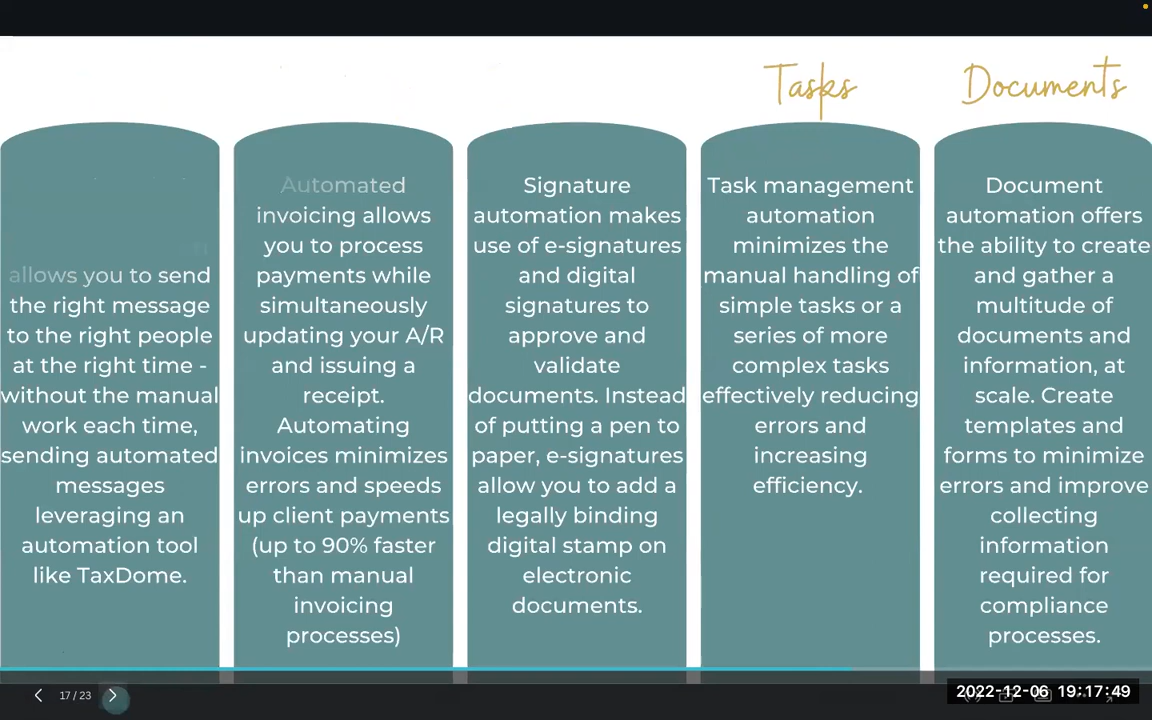 Tasks
Documents
allows you to send
the right message
to the right people
at the right time -
without the manual
work each time,
sending automated
messages
leveraging an
automation tool
like TaxDome.
Automated
invoicing allows
you to process
payments while
simultaneously
updating your A/R
and issuing a
receipt.
Automating
invoices minimizes
errors and speeds
up client payments
(up to 90% faster
than manual
invoicing
processes)
Signature
automation makes
use of e-signatures
and digital
signatures to
approve and
validate
documents. Instead
of putting a pen to
paper, e-signatures
allow you to add a
legally binding
digital stamp on
electronic
documents.
Task management
automation
minimizes the
manual handling of
simple tasks or a
series of more
complex tasks
effectively reducing
errors and
increasing
efficiency.
Document
automation offers
the ability to create
and gather a
multitude of
documents and
information, at
scale. Create
templates and
forms to minimize
errors and improve
collecting
information
required for
compliance
processes.
17 / 23
2022-12-06 19:17:49